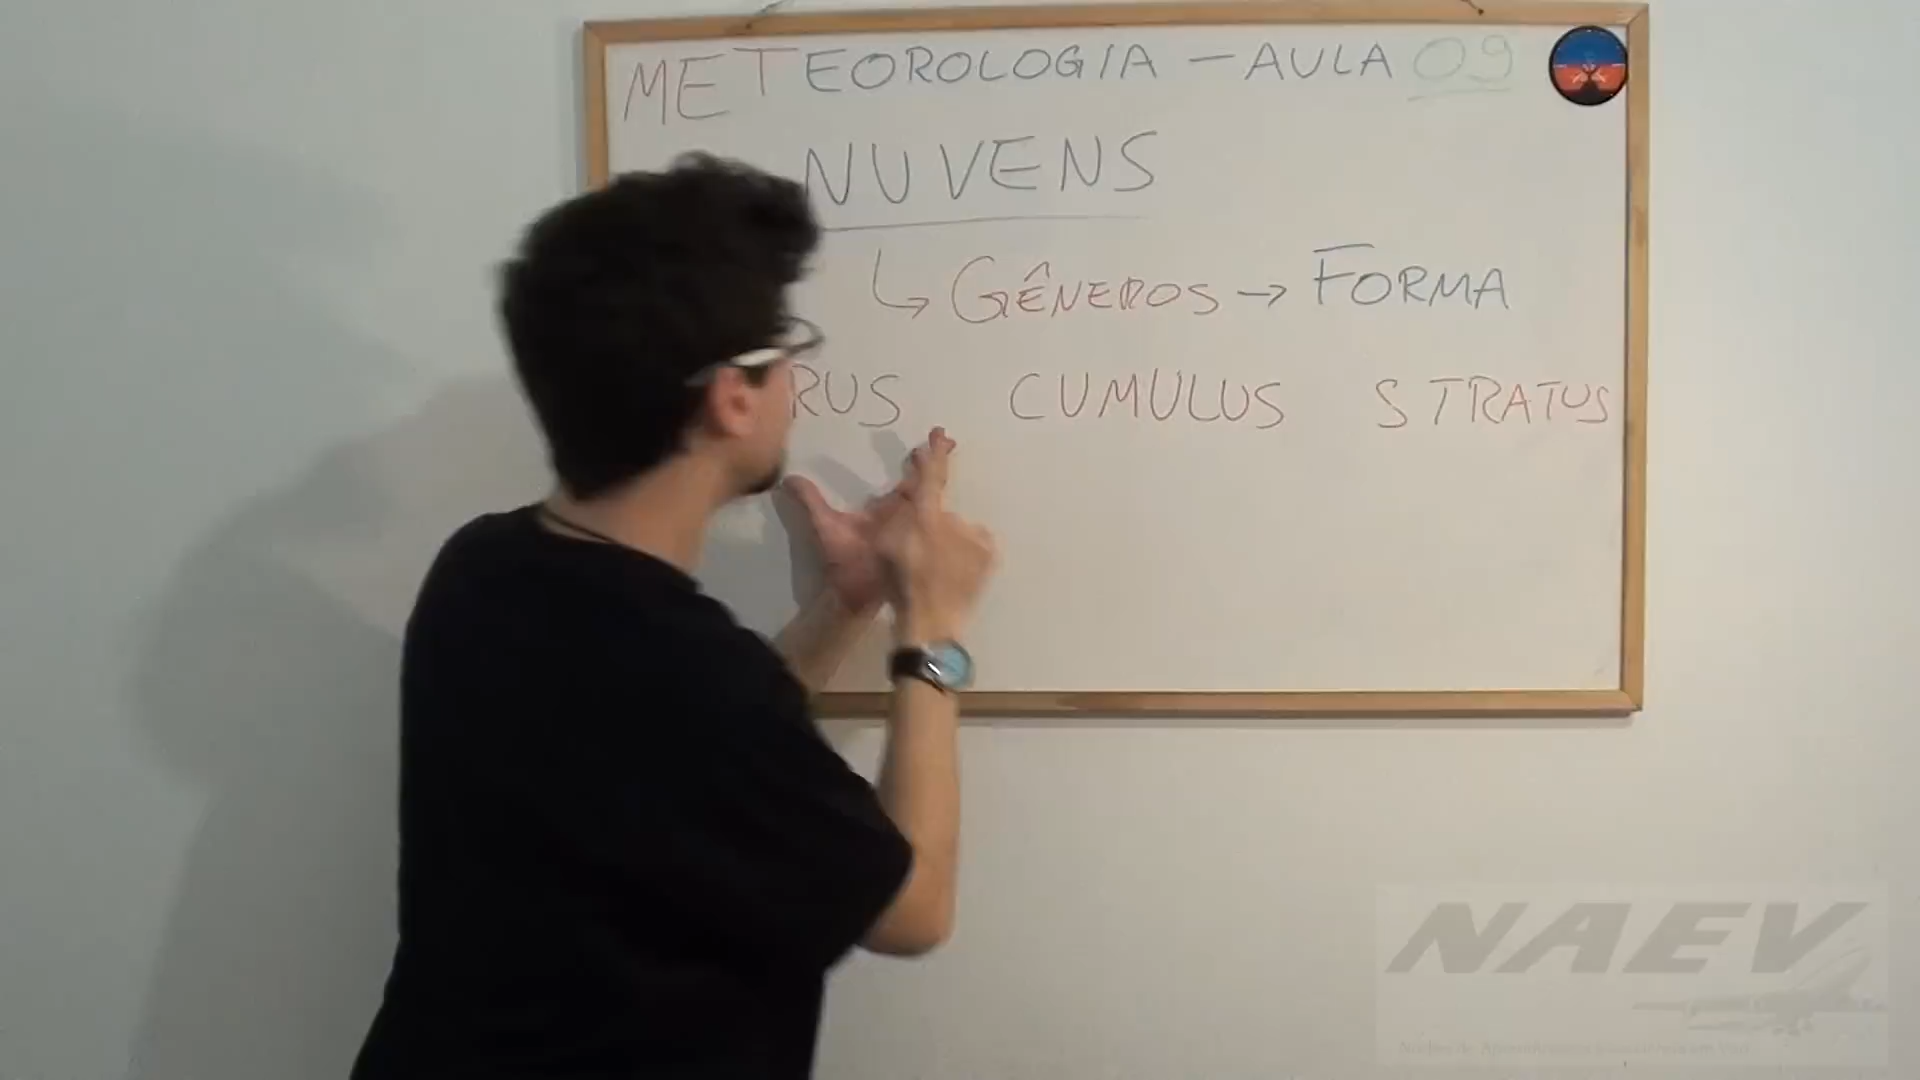 METEOROLOGIA - AULA 09
NUVENS
↳ GÊNEROS → FORMA
RUS CUMULUS STRATUS
NAEV